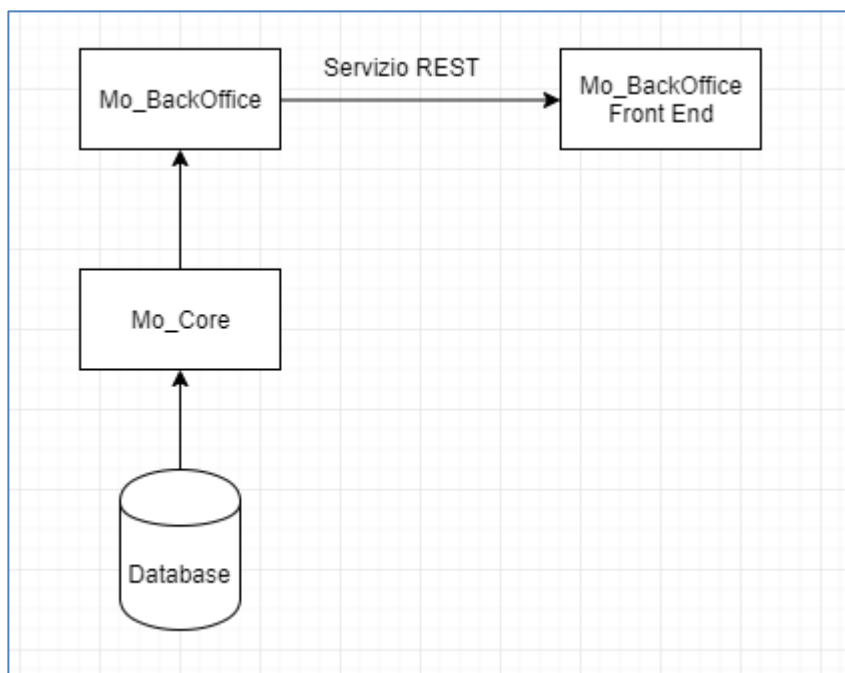 Mo_BackOffice
Servizio REST
Mo_BackOffice
Front End
Mo_Core
Database